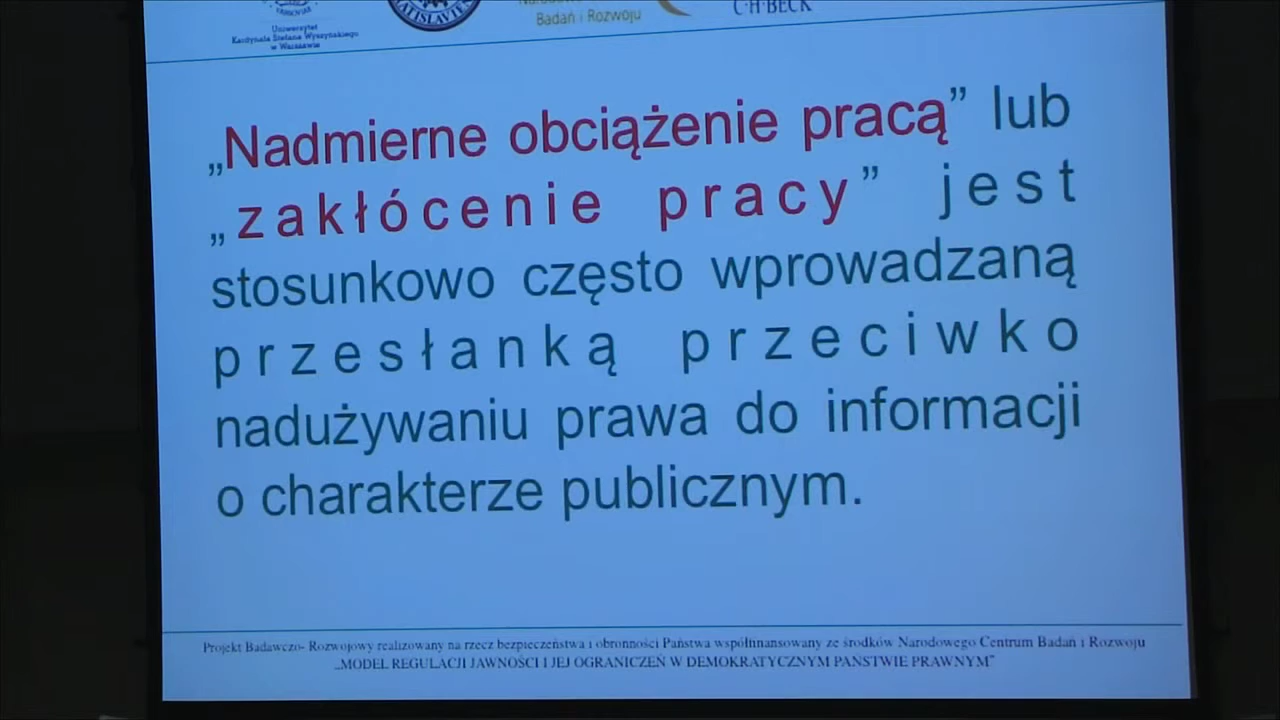 Uniwersytet
Kardynała Stefana Wyszyńskiego
w Warszawie
Badań i Rozwoju
C·H·BECK
„Nadmierne obciążenie pracą” lub
„zakłócenie pracy” jest
stosunkowo często wprowadzaną
przesłanką przeciwko
nadużywaniu prawa do informacji
o charakterze publicznym.
Projekt Badawczo- Rozwojowy realizowany na rzecz bezpieczeństwa i obronności Państwa współfinansowany ze środków Narodowego Centrum Badań i Rozwoju
„MODEL REGULACJI JAWNOŚCI I JEJ OGRANICZEŃ W DEMOKRATYCZNYM PAŃSTWIE PRAWNYM”